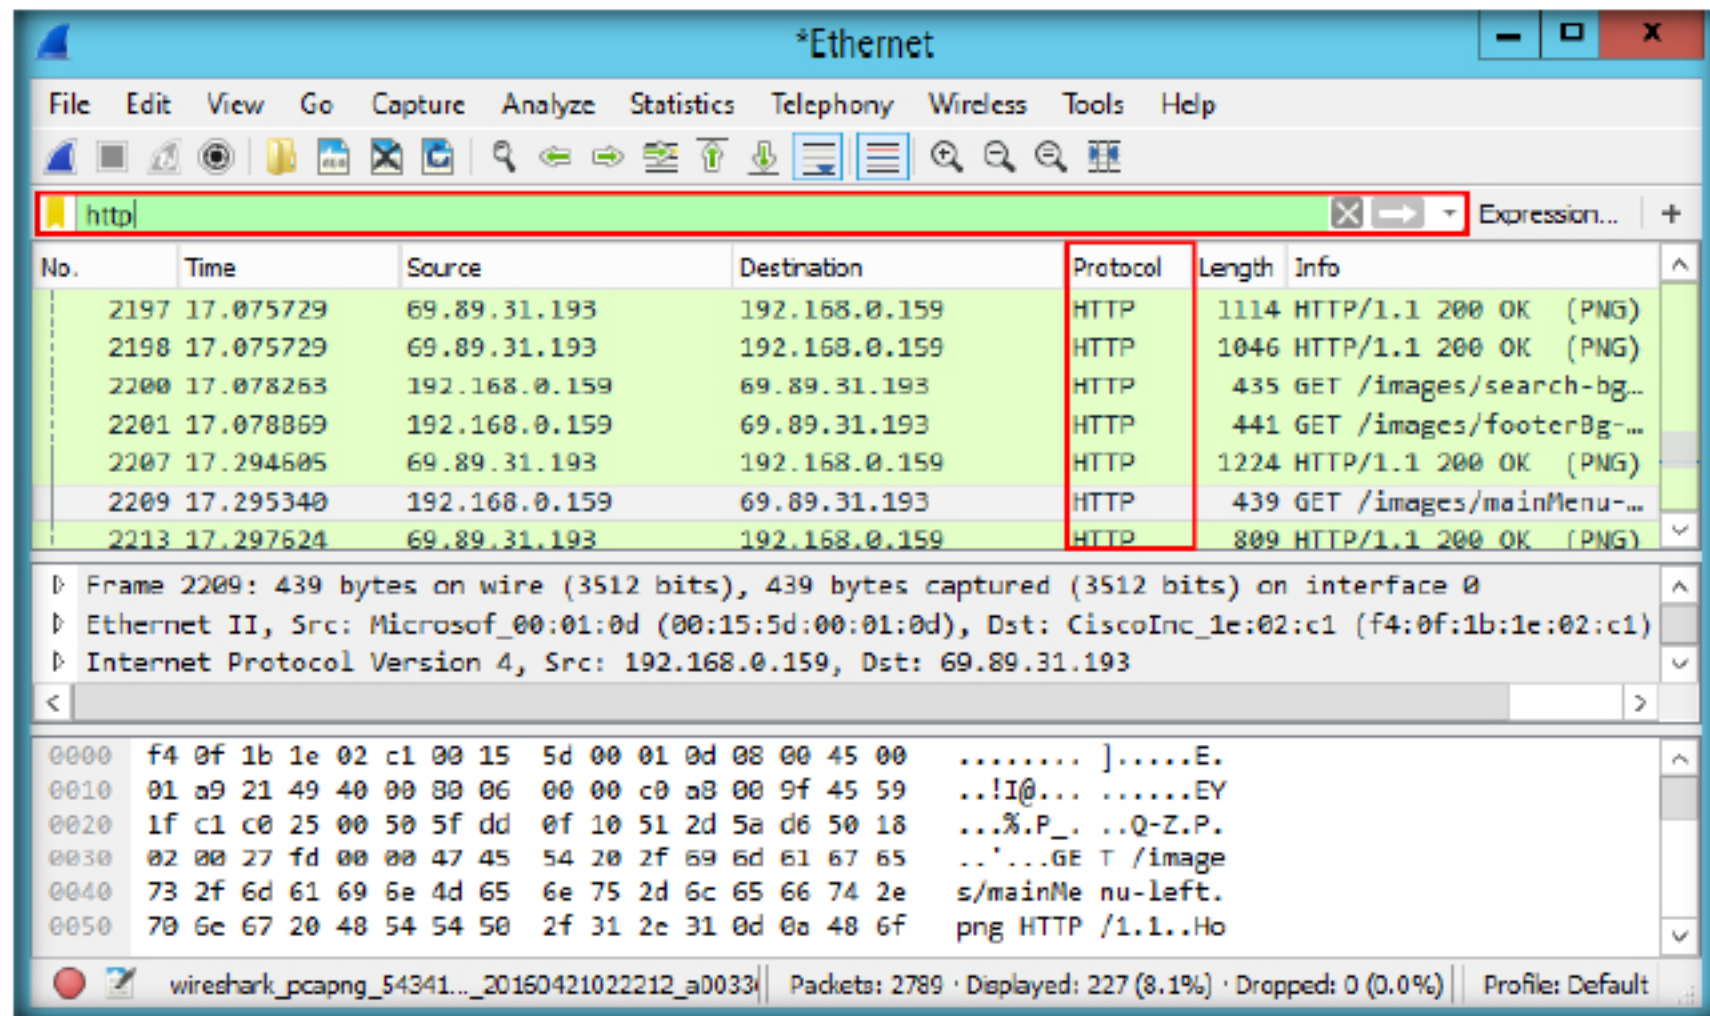 *Ethernet
File Edit View Go Capture Analyze Statistics Telephony Wireless Tools Help
http
Expression... +
No. Time Source Destination Protocol Length Info
2197 17.075729 69.89.31.193 192.168.0.159 HTTP 1114 HTTP/1.1 200 OK (PNG)
2198 17.075729 69.89.31.193 192.168.0.159 HTTP 1046 HTTP/1.1 200 OK (PNG)
2200 17.078263 192.168.0.159 69.89.31.193 HTTP 435 GET /images/search-bg…
2201 17.078869 192.168.0.159 69.89.31.193 HTTP 441 GET /images/footerBg-…
2207 17.294605 69.89.31.193 192.168.0.159 HTTP 1224 HTTP/1.1 200 OK (PNG)
2209 17.295340 192.168.0.159 69.89.31.193 HTTP 439 GET /images/mainMenu-…
2213 17.297624 69.89.31.193 192.168.0.159 HTTP 809 HTTP/1.1 200 OK (PNG)
Frame 2209: 439 bytes on wire (3512 bits), 439 bytes captured (3512 bits) on interface 0
Ethernet II, Src: Microsof_00:01:0d (00:15:5d:00:01:0d), Dst: CiscoInc_1e:02:c1 (f4:0f:1b:1e:02:c1)
Internet Protocol Version 4, Src: 192.168.0.159, Dst: 69.89.31.193
0000 f4 0f 1b 1e 02 c1 00 15 5d 00 01 0d 08 00 45 00 ........ ].....E.
0010 01 a9 21 49 40 00 80 06 00 00 c0 a8 00 9f 45 59 ..!I@... ......EY
0020 1f c1 c0 25 00 50 5f dd 0f 10 51 2d 5a d6 50 18 ...%.P_. ..Q-Z.P.
0030 02 00 27 fd 00 00 47 45 54 20 2f 69 6d 61 67 65 ..'...GE T /image
0040 73 2f 6d 61 69 6e 4d 65 6e 75 2d 6c 65 66 74 2e s/mainMe nu-left.
0050 70 6e 67 20 48 54 54 50 2f 31 2e 31 0d 0a 48 6f png HTTP /1.1..Ho
wireshark_pcapng_54341..._20160421022212_a0033 Packets: 2789 · Displayed: 227 (8.1%) · Dropped: 0 (0.0%) Profile: Default